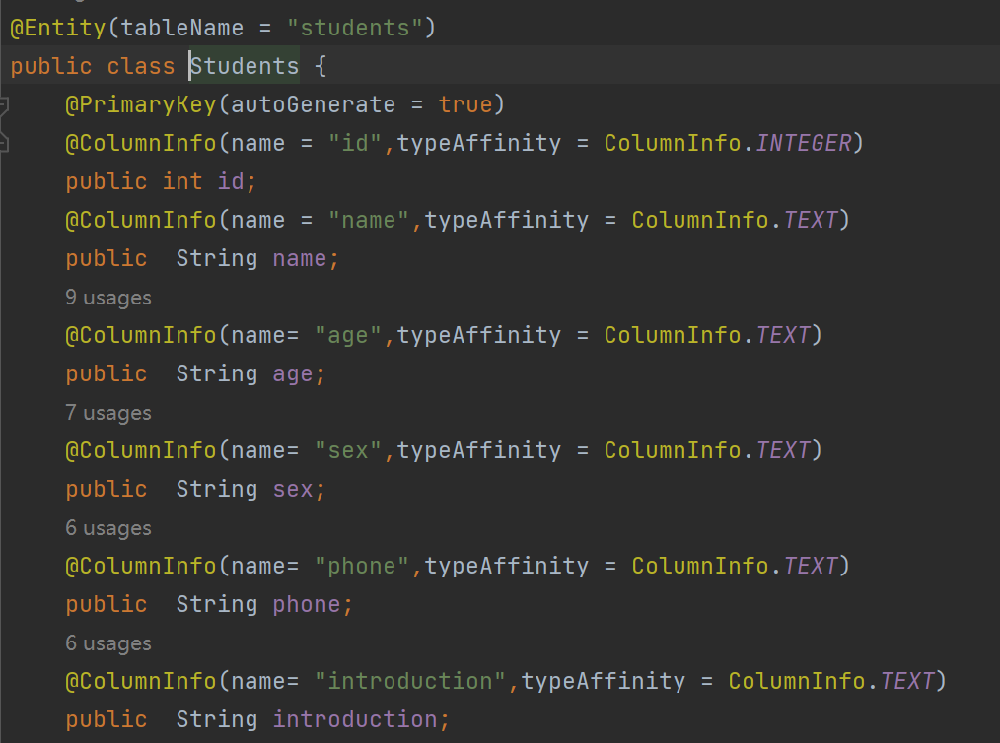 @Entity(tableName = "students")
public class Students {
@PrimaryKey(autoGenerate = true)
@ColumnInfo(name = "id",typeAffinity = ColumnInfo.INTEGER)
public int id;
@ColumnInfo(name = "name",typeAffinity = ColumnInfo.TEXT)
public  String name;
9 usages
@ColumnInfo(name= "age",typeAffinity = ColumnInfo.TEXT)
public  String age;
7 usages
@ColumnInfo(name= "sex",typeAffinity = ColumnInfo.TEXT)
public  String sex;
6 usages
@ColumnInfo(name= "phone",typeAffinity = ColumnInfo.TEXT)
public  String phone;
6 usages
@ColumnInfo(name= "introduction",typeAffinity = ColumnInfo.TEXT)
public  String introduction;